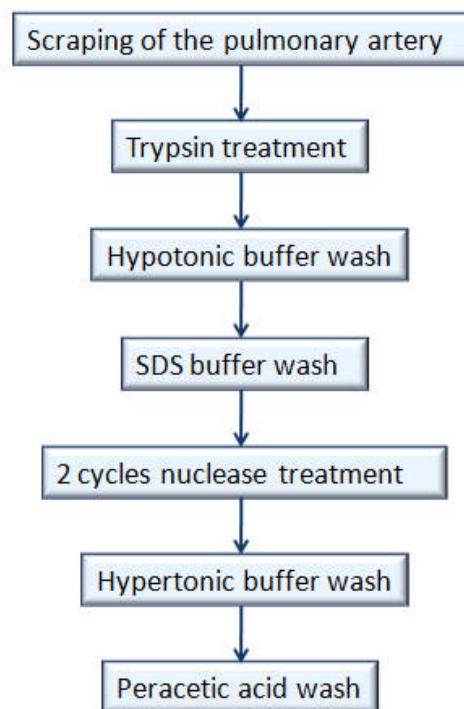 Scraping of the pulmonary artery
Trypsin treatment
Hypotonic buffer wash
SDS buffer wash
2 cycles nuclease treatment
Hypertonic buffer wash
Peracetic acid wash